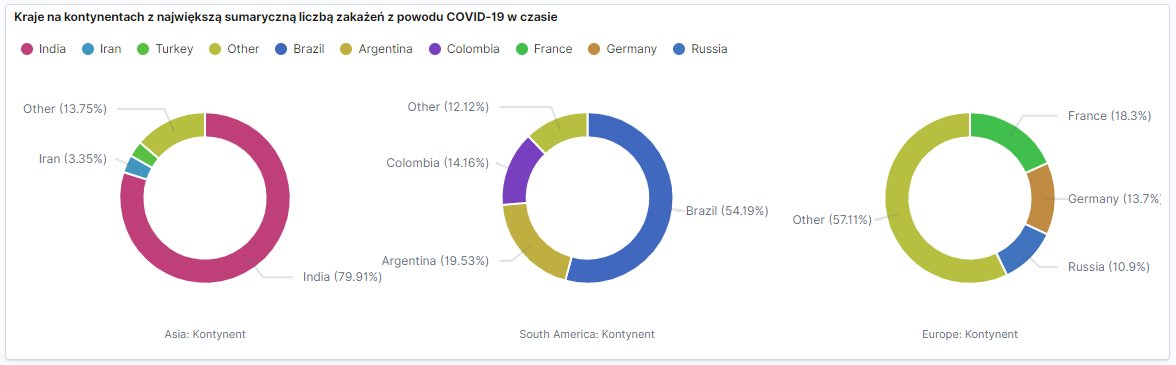 Kraje na kontynentach z największą sumaryczną liczbą zakażeń z powodu COVID-19 w czasie
India Iran Turkey Other Brazil Argentina Colombia France Germany Russia
Other (13.75%)
Iran (3.35%)
India (79.91%)
Asia: Kontynent
Other (12.12%)
Colombia (14.16%)
Argentina (19.53%)
Brazil (54.19%)
South America: Kontynent
Other (57.11%)
France (18.3%)
Germany (13.7%)
Russia (10.9%)
Europe: Kontynent